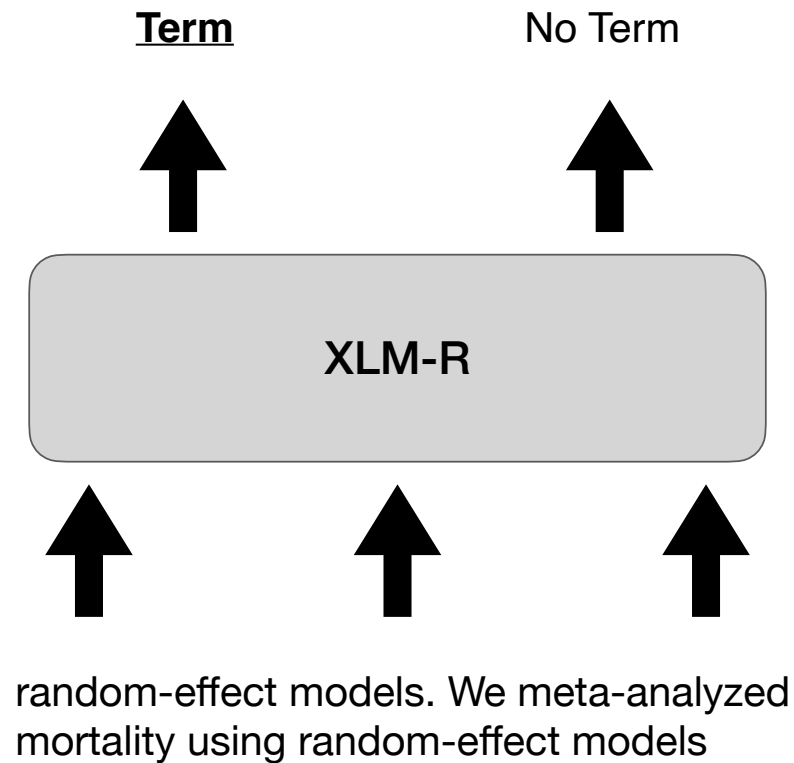 Term No Term
XLM-R
random-effect models. We meta-analyzed
mortality using random-effect models